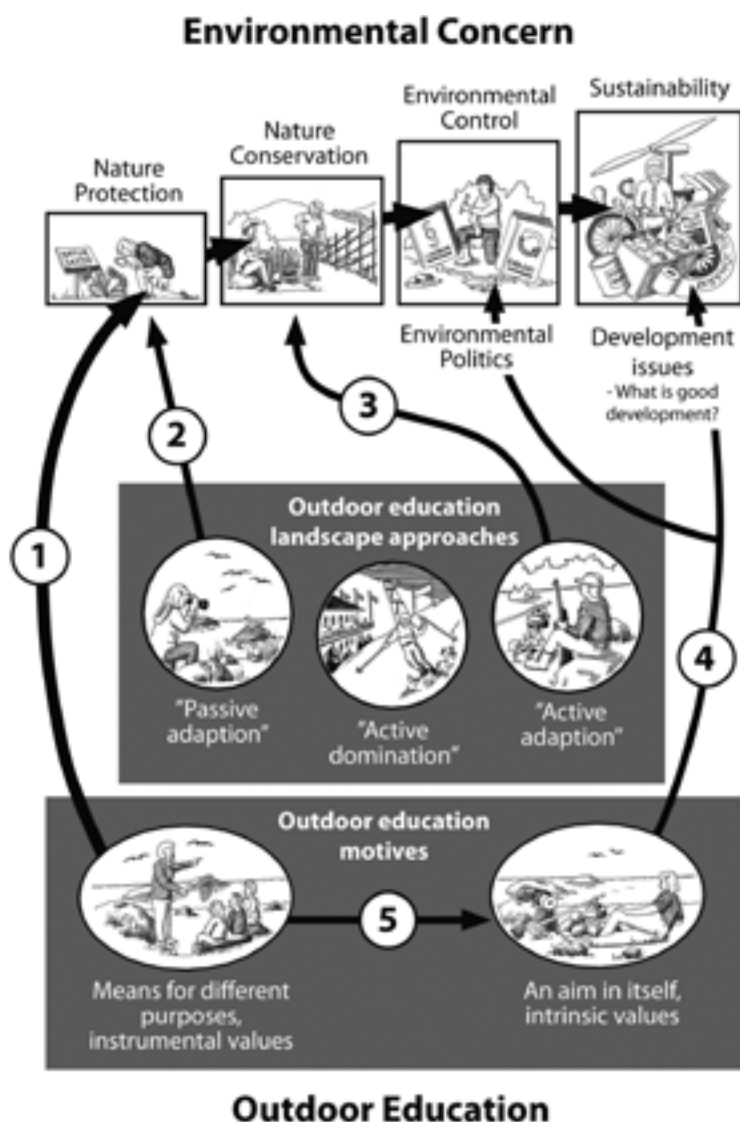 Environmental Concern
Nature
Protection
Nature
Conservation
Environmental
Control
Sustainability
Environmental
Politics
Development
issues
- What is good
development?
1
2
3
4
5
Outdoor education
landscape approaches
"Passive
adaption"
"Active
domination"
"Active
adaption"
Outdoor education
motives
Means for different
purposes,
instrumental values
An aim in itself,
intrinsic values
Outdoor Education